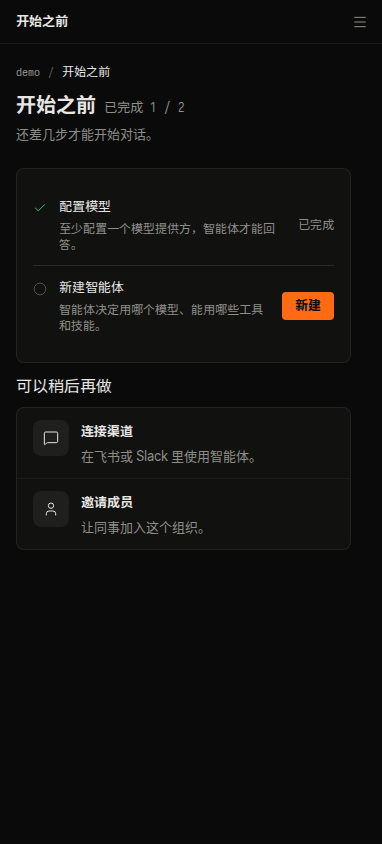 开始之前
demo / 开始之前
开始之前 已完成 1 / 2
还差几步才能开始对话。
配置模型
至少配置一个模型提供方，智能体才能回
答。
已完成
新建智能体
智能体决定用哪个模型、能用哪些工具
和技能。
新建
可以稍后再做
连接渠道
在飞书或 Slack 里使用智能体。
邀请成员
让同事加入这个组织。